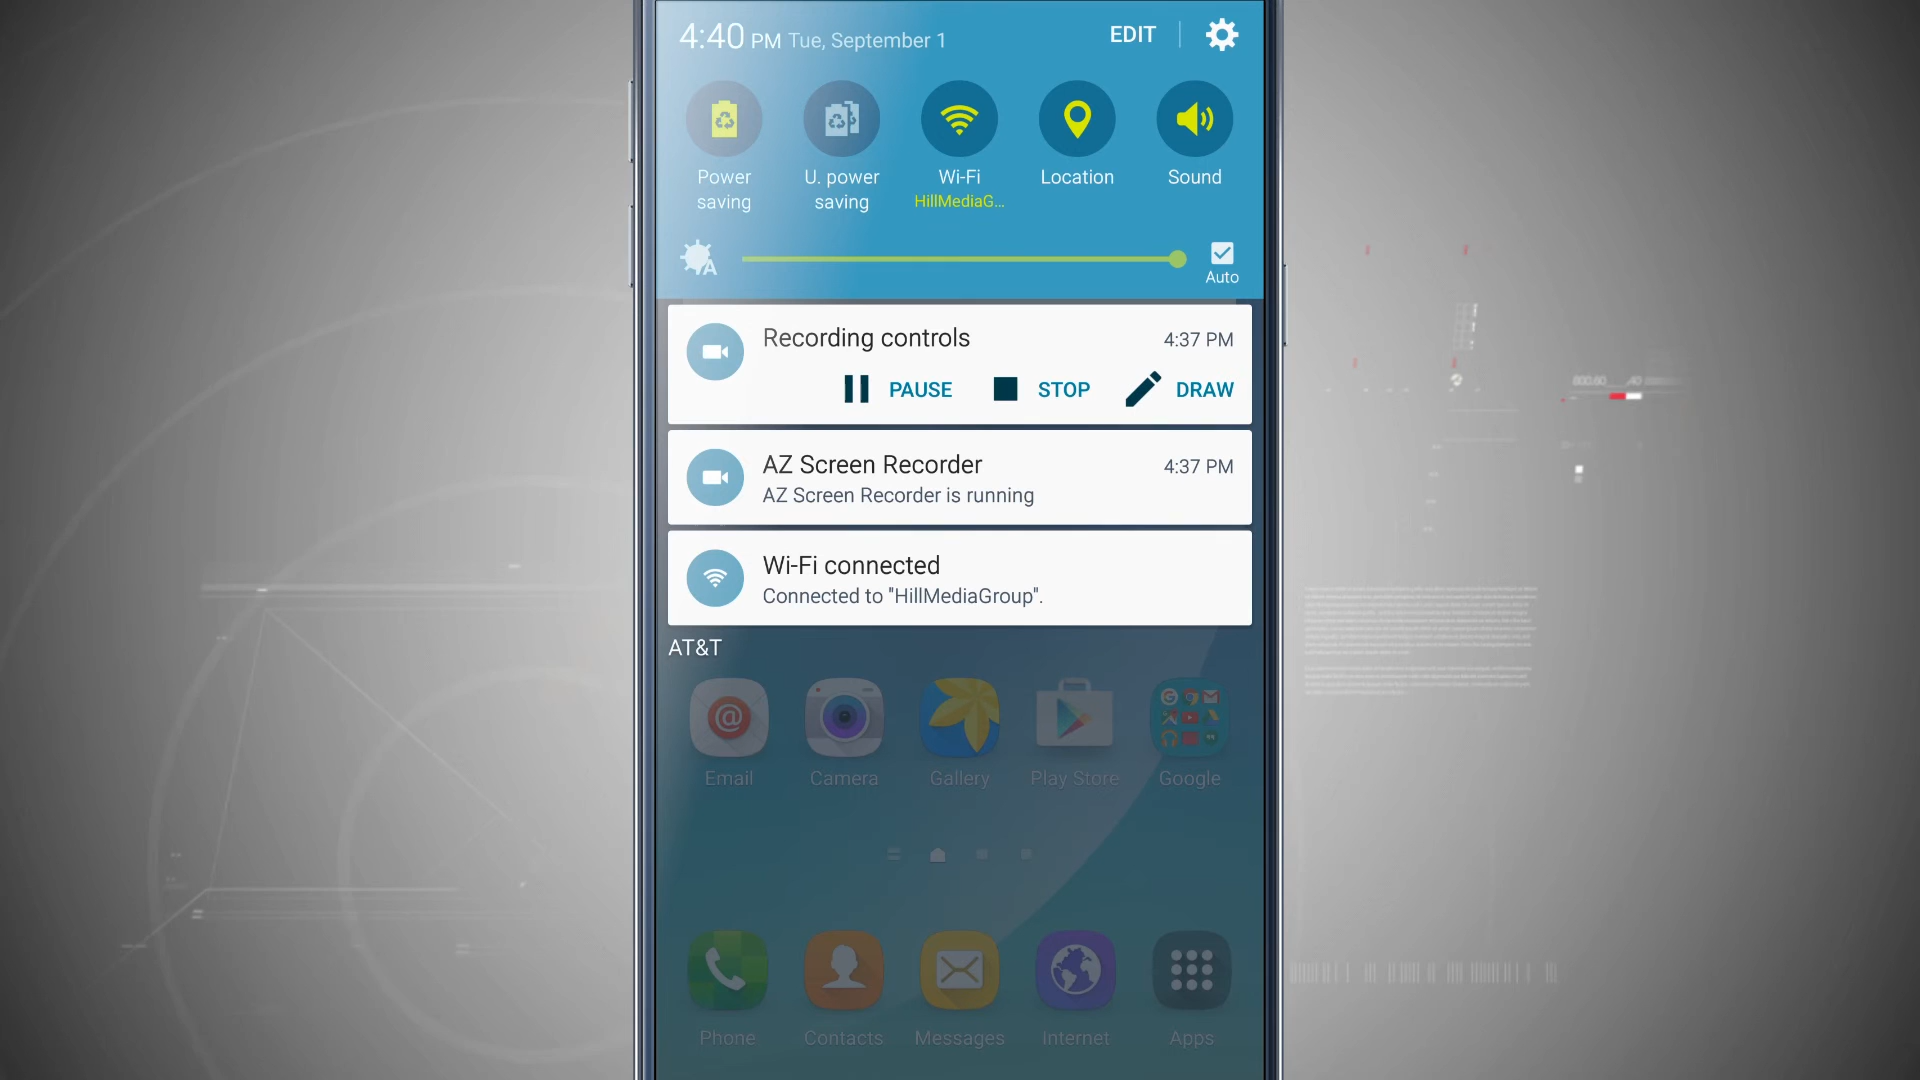 4:40 PM Tue, September 1 EDIT
Power saving
U. power saving
Wi-Fi
HillMediaG...
Location
Sound
Auto
Recording controls 4:37 PM
PAUSE STOP DRAW
AZ Screen Recorder 4:37 PM
AZ Screen Recorder is running
Wi-Fi connected
Connected to "HillMediaGroup".
AT&T
Email Camera Gallery Play Store Google
Phone Contacts Messages Internet Apps